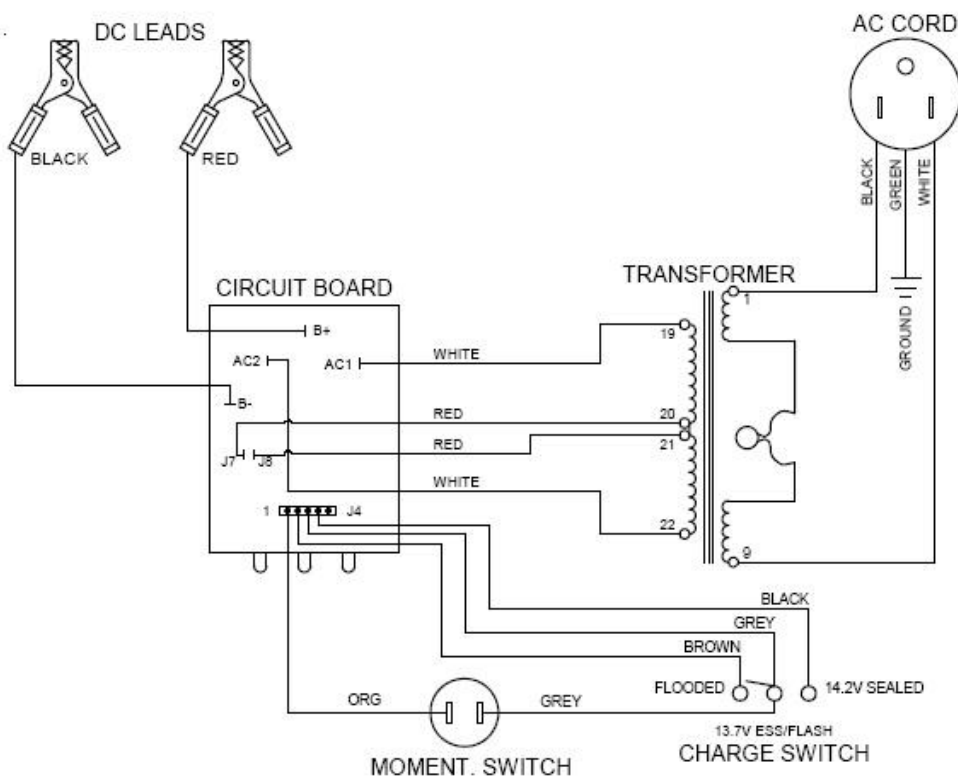 DC LEADS
AC CORD
BLACK
RED
BLACK
GREEN
WHITE
CIRCUIT BOARD
TRANSFORMER
1
GROUND
B+
19
WHITE
AC2
AC1
B-
RED
20
21
RED
J7
J8
WHITE
1
J4
22
9
BLACK
GREY
BROWN
FLOODED
14.2V SEALED
ORG
GREY
13.7V ESS/FLASH
CHARGE SWITCH
MOMENT. SWITCH